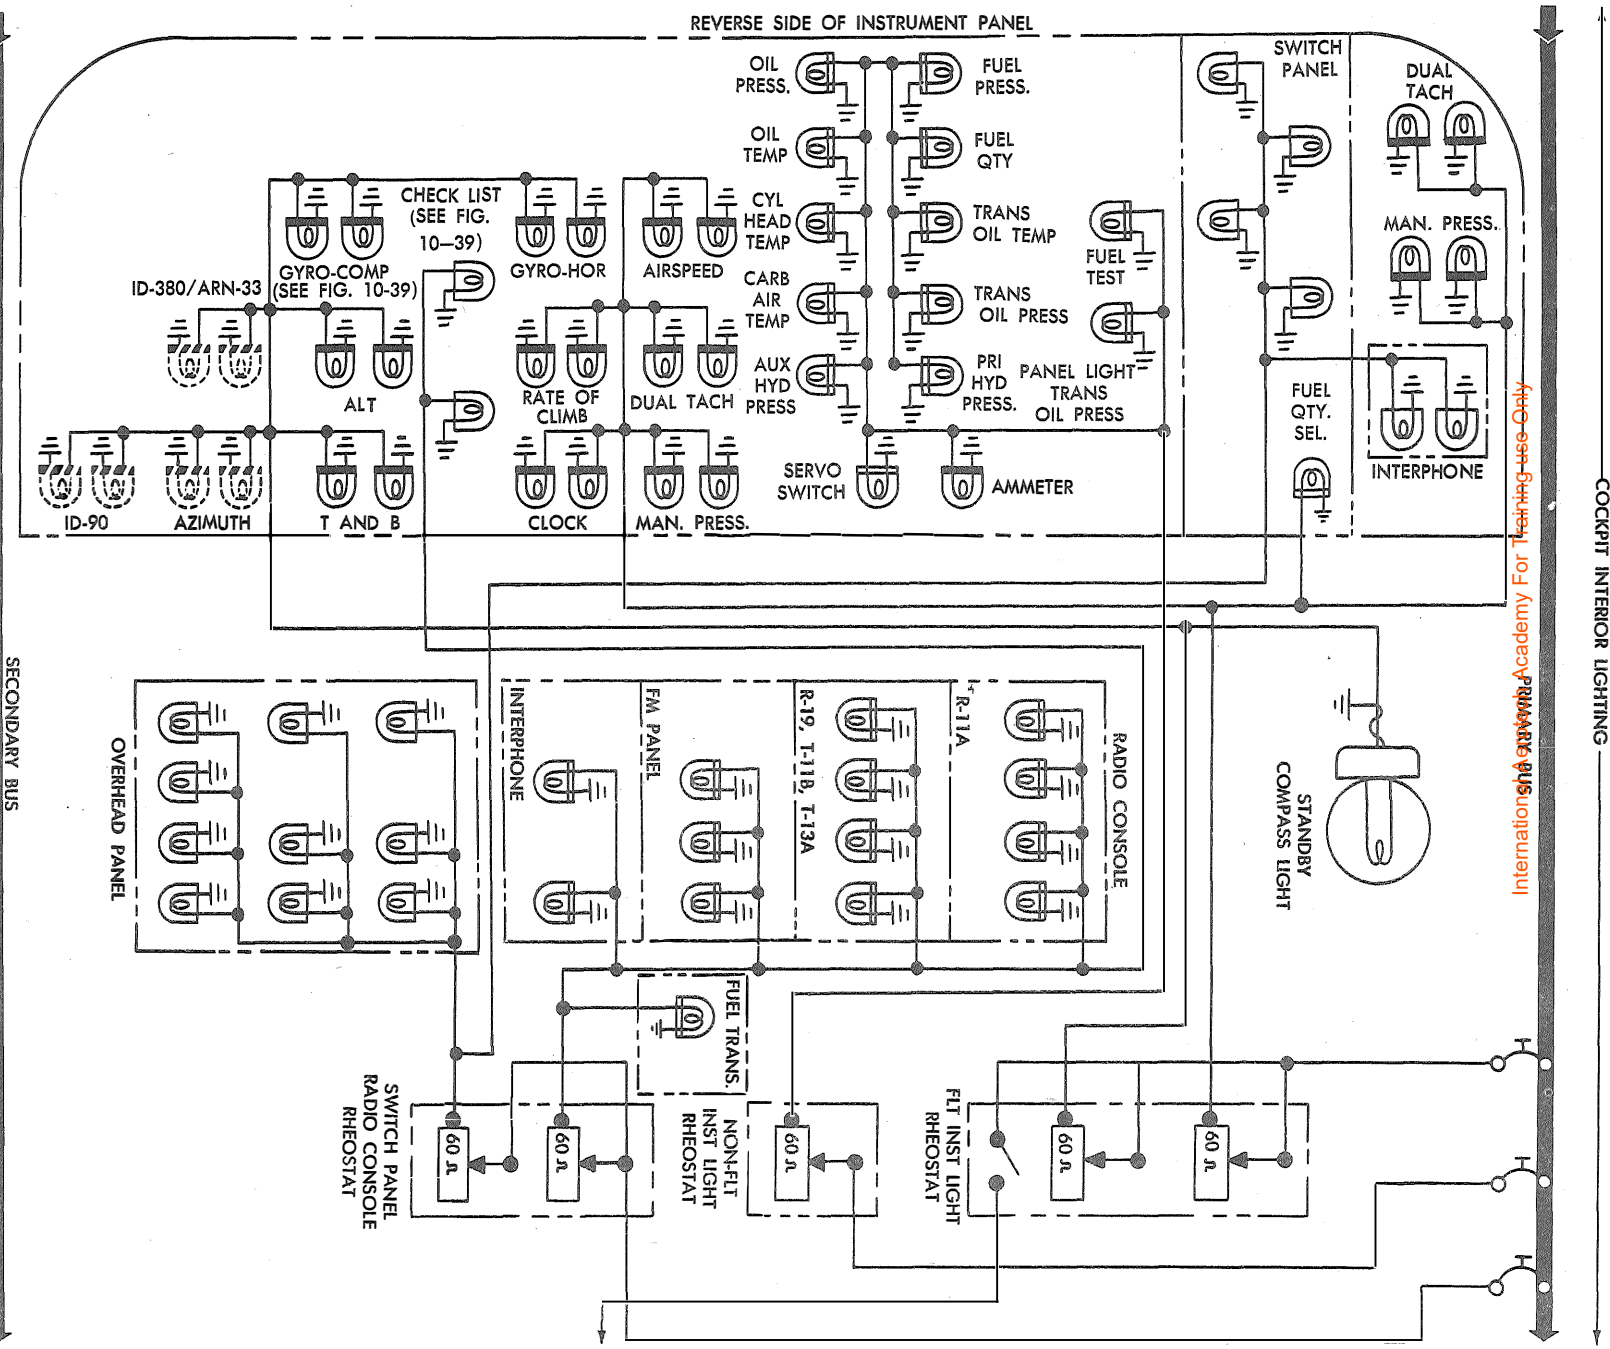 REVERSE SIDE OF INSTRUMENT PANEL
OIL
PRESS.
FUEL
PRESS.
SWITCH
PANEL
DUAL
TACH
OIL
TEMP
FUEL
QTY
CHECK LIST
(SEE FIG.
10-39)
CYL
HEAD
TEMP
TRANS
OIL TEMP
MAN. PRESS.
GYRO-COMP
(SEE FIG. 10-39)
GYRO-HOR
AIRSPEED
FUEL
TEST
ID-380/ARN-33
CARB
AIR
TEMP
TRANS
OIL PRESS
ALT
RATE OF
CLIMB
DUAL TACH
AUX
HYD
PRESS
PRI
HYD
PRESS.
PANEL LIGHT
TRANS
OIL PRESS
FUEL
QTY.
SEL.
INTERPHONE
SERVO
SWITCH
AMMETER
ID-90
AZIMUTH
T AND B
CLOCK
MAN. PRESS.
COCKPIT INTERIOR LIGHTING
International Aerotech Academy For Training use Only
PRIMARY BUS
SECONDARY BUS
OVERHEAD PANEL
INTERPHONE
FM PANEL
R-19, T-11B, T-13A
R-11A
RADIO CONSOLE
STANDBY
COMPASS LIGHT
FUEL TRANS.
SWITCH PANEL
RADIO CONSOLE
RHEOSTAT
60 Ω
60 Ω
NON-FLT
INST LIGHT
RHEOSTAT
60 Ω
FLT INST LIGHT
RHEOSTAT
60 Ω
60 Ω